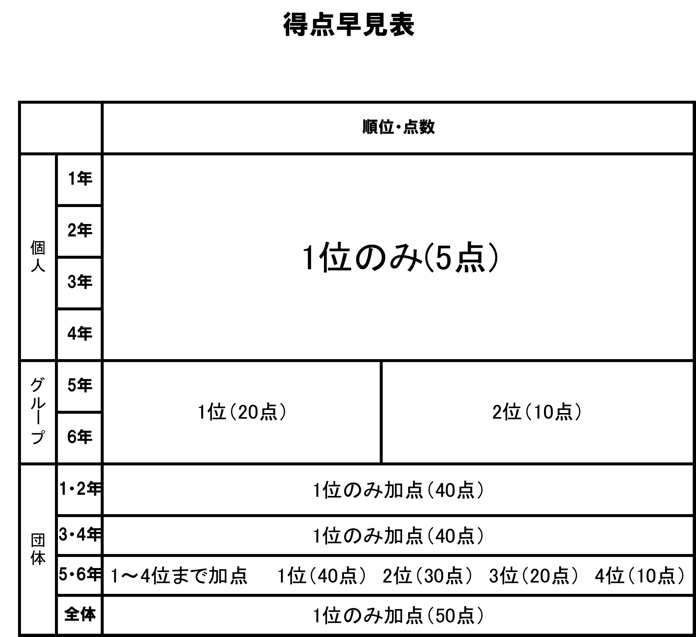 得点早見表
順位・点数
個人
1年
2年
3年
4年
1位のみ(5点)
グループ
5年
6年
1位(20点)
2位(10点)
団体
1・2年
1位のみ加点(40点)
3・4年
1位のみ加点(40点)
5・6年
1～4位まで加点 1位(40点) 2位(30点) 3位(20点) 4位(10点)
全体
1位のみ加点(50点)